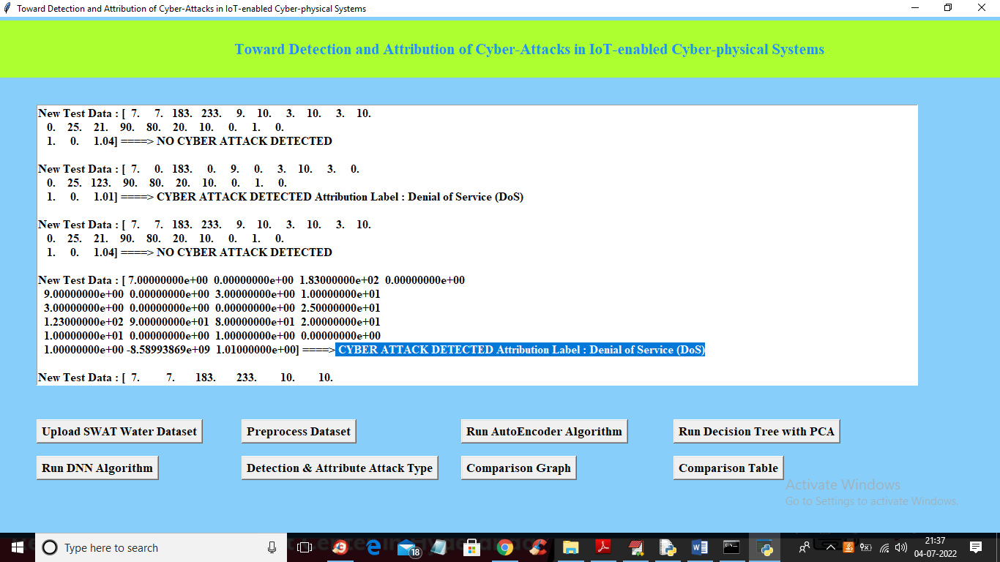 Toward Detection and Attribution of Cyber-Attacks in IoT-enabled Cyber-physical Systems
Toward Detection and Attribution of Cyber-Attacks in IoT-enabled Cyber-physical Systems
New Test Data : [ 7. 7. 183. 233. 9. 10. 3. 10. 3. 10.
0. 25. 21. 90. 80. 20. 10. 0. 1. 0.
1. 0. 1.04] ====> NO CYBER ATTACK DETECTED
New Test Data : [ 7. 0. 183. 0. 9. 0. 3. 10. 3. 0.
0. 25. 123. 90. 80. 20. 10. 0. 1. 0.
1. 0. 1.01] ====> CYBER ATTACK DETECTED Attribution Label : Denial of Service (DoS)
New Test Data : [ 7. 7. 183. 233. 9. 10. 3. 10. 3. 10.
0. 25. 21. 90. 80. 20. 10. 0. 1. 0.
1. 0. 1.04] ====> NO CYBER ATTACK DETECTED
New Test Data : [ 7.00000000e+00 0.00000000e+00 1.83000000e+02 0.00000000e+00
9.00000000e+00 0.00000000e+00 3.00000000e+00 1.00000000e+01
3.00000000e+00 0.00000000e+00 0.00000000e+00 2.50000000e+01
1.23000000e+02 9.00000000e+01 8.00000000e+01 2.00000000e+01
1.00000000e+01 0.00000000e+00 1.00000000e+00 0.00000000e+00
1.00000000e+00 -8.58993869e+09 1.01000000e+00] ====> CYBER ATTACK DETECTED Attribution Label : Denial of Service (DoS)
New Test Data : [ 7. 7. 183. 233. 10. 10.
Upload SWAT Water Dataset Preprocess Dataset Run AutoEncoder Algorithm Run Decision Tree with PCA
Run DNN Algorithm Detection & Attribute Attack Type Comparison Graph Comparison Table
Activate Windows
Go to Settings to activate Windows.
Type here to search
18
21:37
04-07-2022